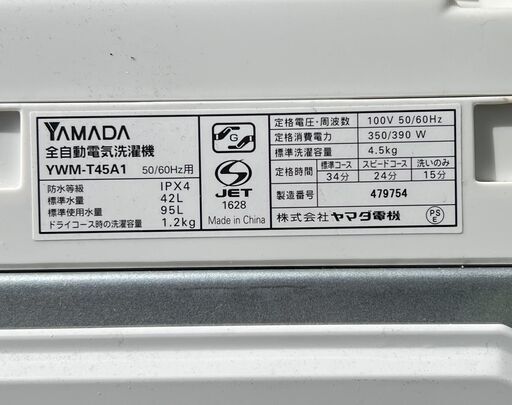 YAMADA
全自動電気洗濯機
YWM-T45A1 50/60Hz用
防水等級 IPX4
標準水量 42L
標準使用水量 95L
ドライコース時の洗濯容量 1.2kg
G
JET
1628
Made in China
定格電圧・周波数 100V 50/60Hz
定格消費電力 350/390 W
標準洗濯容量 4.5kg
定格時間 標準コース スピードコース 洗いのみ
34分 24分 15分
製造番号 479754
株式会社ヤマダ電機
PS
E